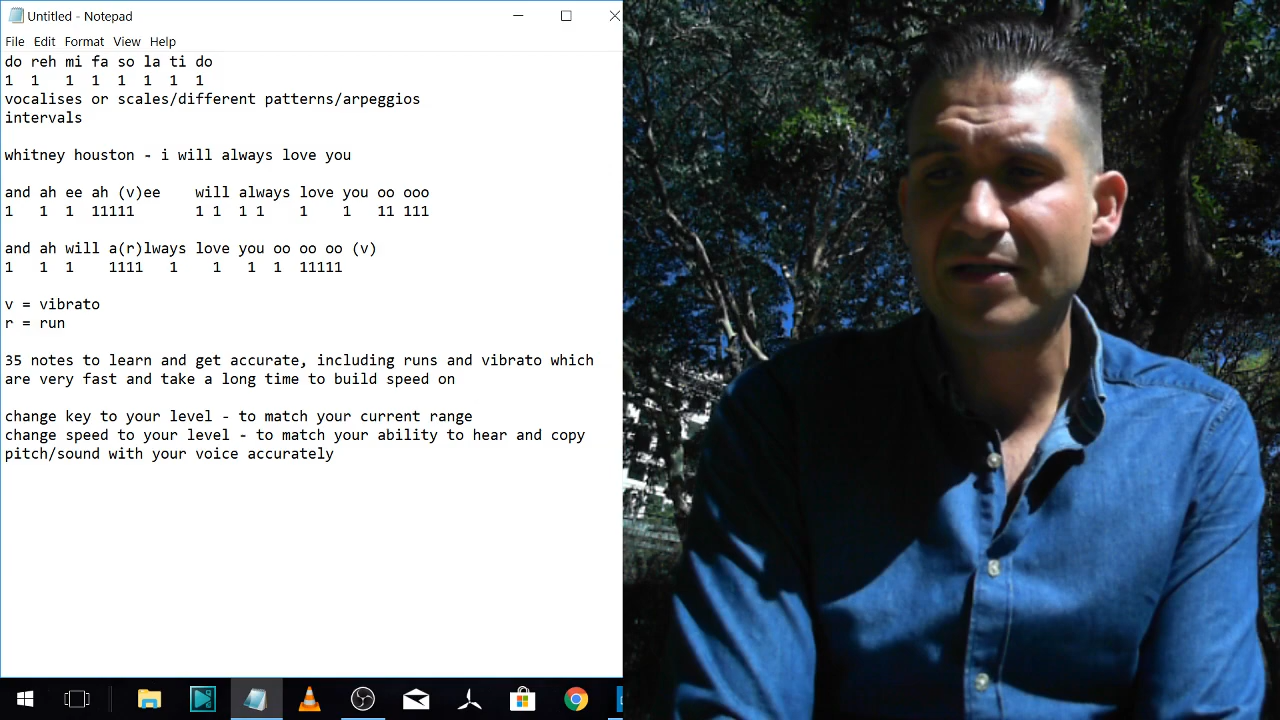 Untitled - Notepad
File Edit Format View Help
do reh mi fa so la ti do
1 1 1 1 1 1 1 1
vocalises or scales/different patterns/arpeggios
intervals
whitney houston - i will always love you
and ah ee ah (v)ee will always love you oo ooo
1 1 1 11111 1 1 1 1 1 1 11 111
and ah will a(r)lways love you oo oo oo (v)
1 1 1 1111 1 1 1 1 11111
v = vibrato
r = run
35 notes to learn and get accurate, including runs and vibrato which
are very fast and take a long time to build speed on
change key to your level - to match your current range
change speed to your level - to match your ability to hear and copy
pitch/sound with your voice accurately